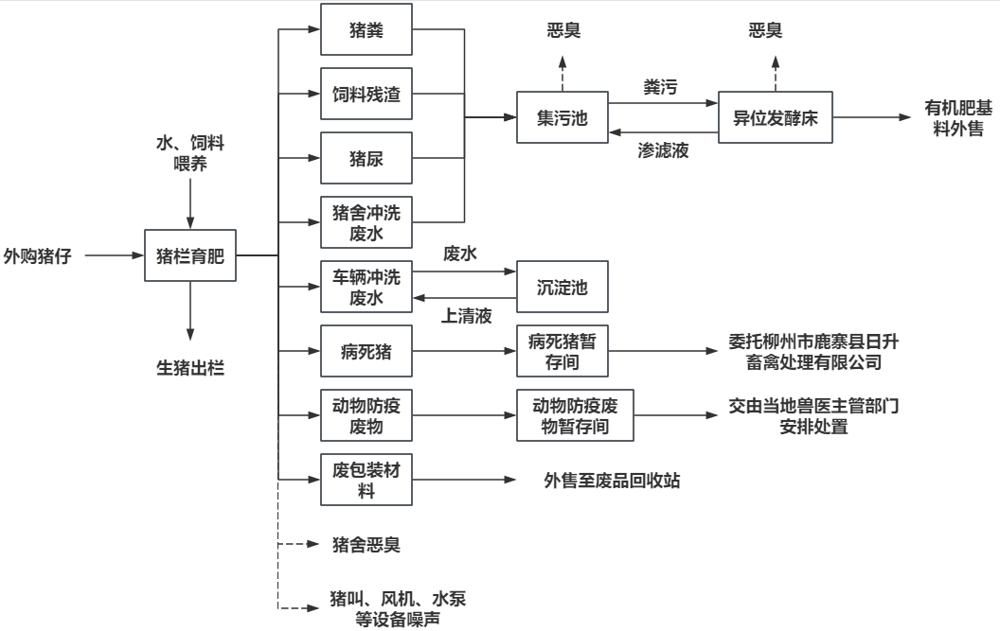 猪粪
恶臭
恶臭
饲料残渣
集污池
粪污
异位发酵床
有机肥基
料外售
渗滤液
水、饲料
喂养
猪尿
猪舍冲洗
废水
外购猪仔
猪栏育肥
车辆冲洗
废水
废水
沉淀池
上清液
生猪出栏
病死猪
病死猪暂
存间
委托柳州市鹿寨县日升
畜禽处理有限公司
动物防疫
废物
动物防疫废
物暂存间
交由当地兽医主管部门
安排处置
废包装材
料
外售至废品回收站
猪舍恶臭
猪叫、风机、水泵
等设备噪声